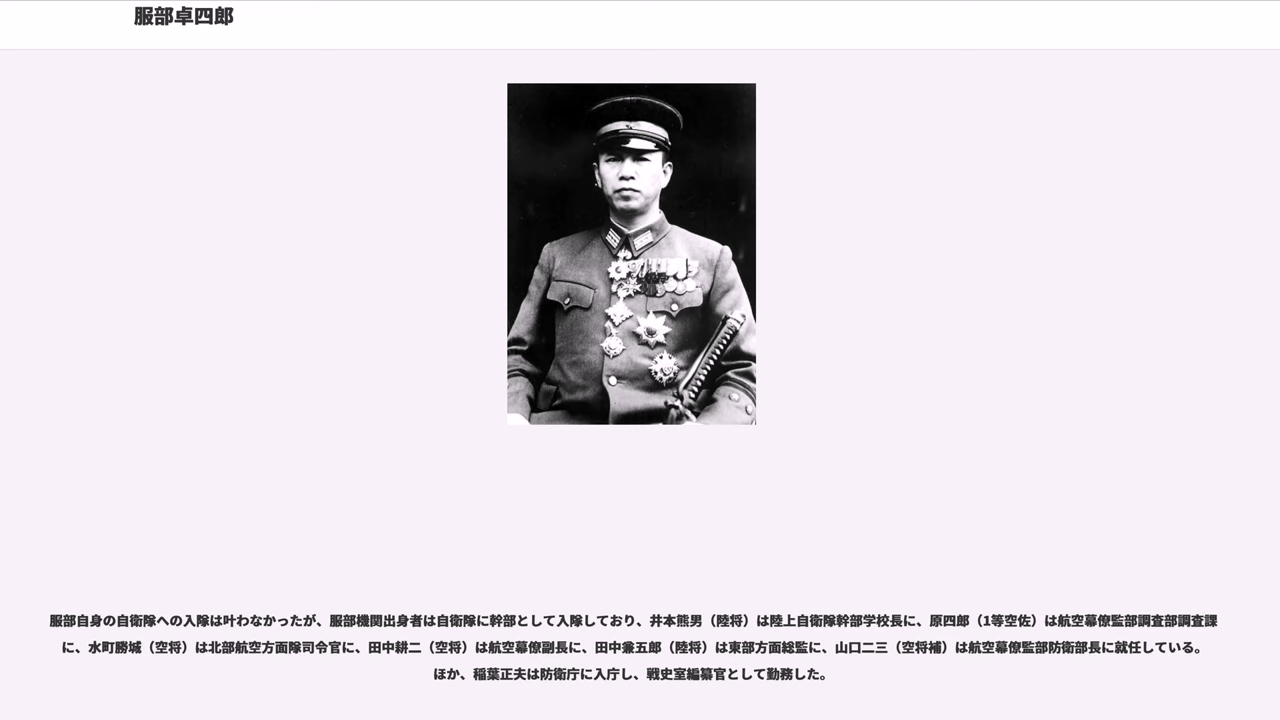 服部卓四郎
服部自身の自衛隊への入隊は叶わなかったが、服部機関出身者は自衛隊に幹部として入隊しており、井本熊男（陸将）は陸上自衛隊幹部学校長に、原四郎（1等空佐）は航空幕僚監部調査部調査課
に、水町勝城（空将）は北部航空方面隊司令官に、田中耕二（空将）は航空幕僚副長に、田中兼五郎（陸将）は東部方面総監に、山口二三（空将補）は航空幕僚監部防衛部長に就任している。
ほか、稲葉正夫は防衛庁に入庁し、戦史室編纂官として勤務した。